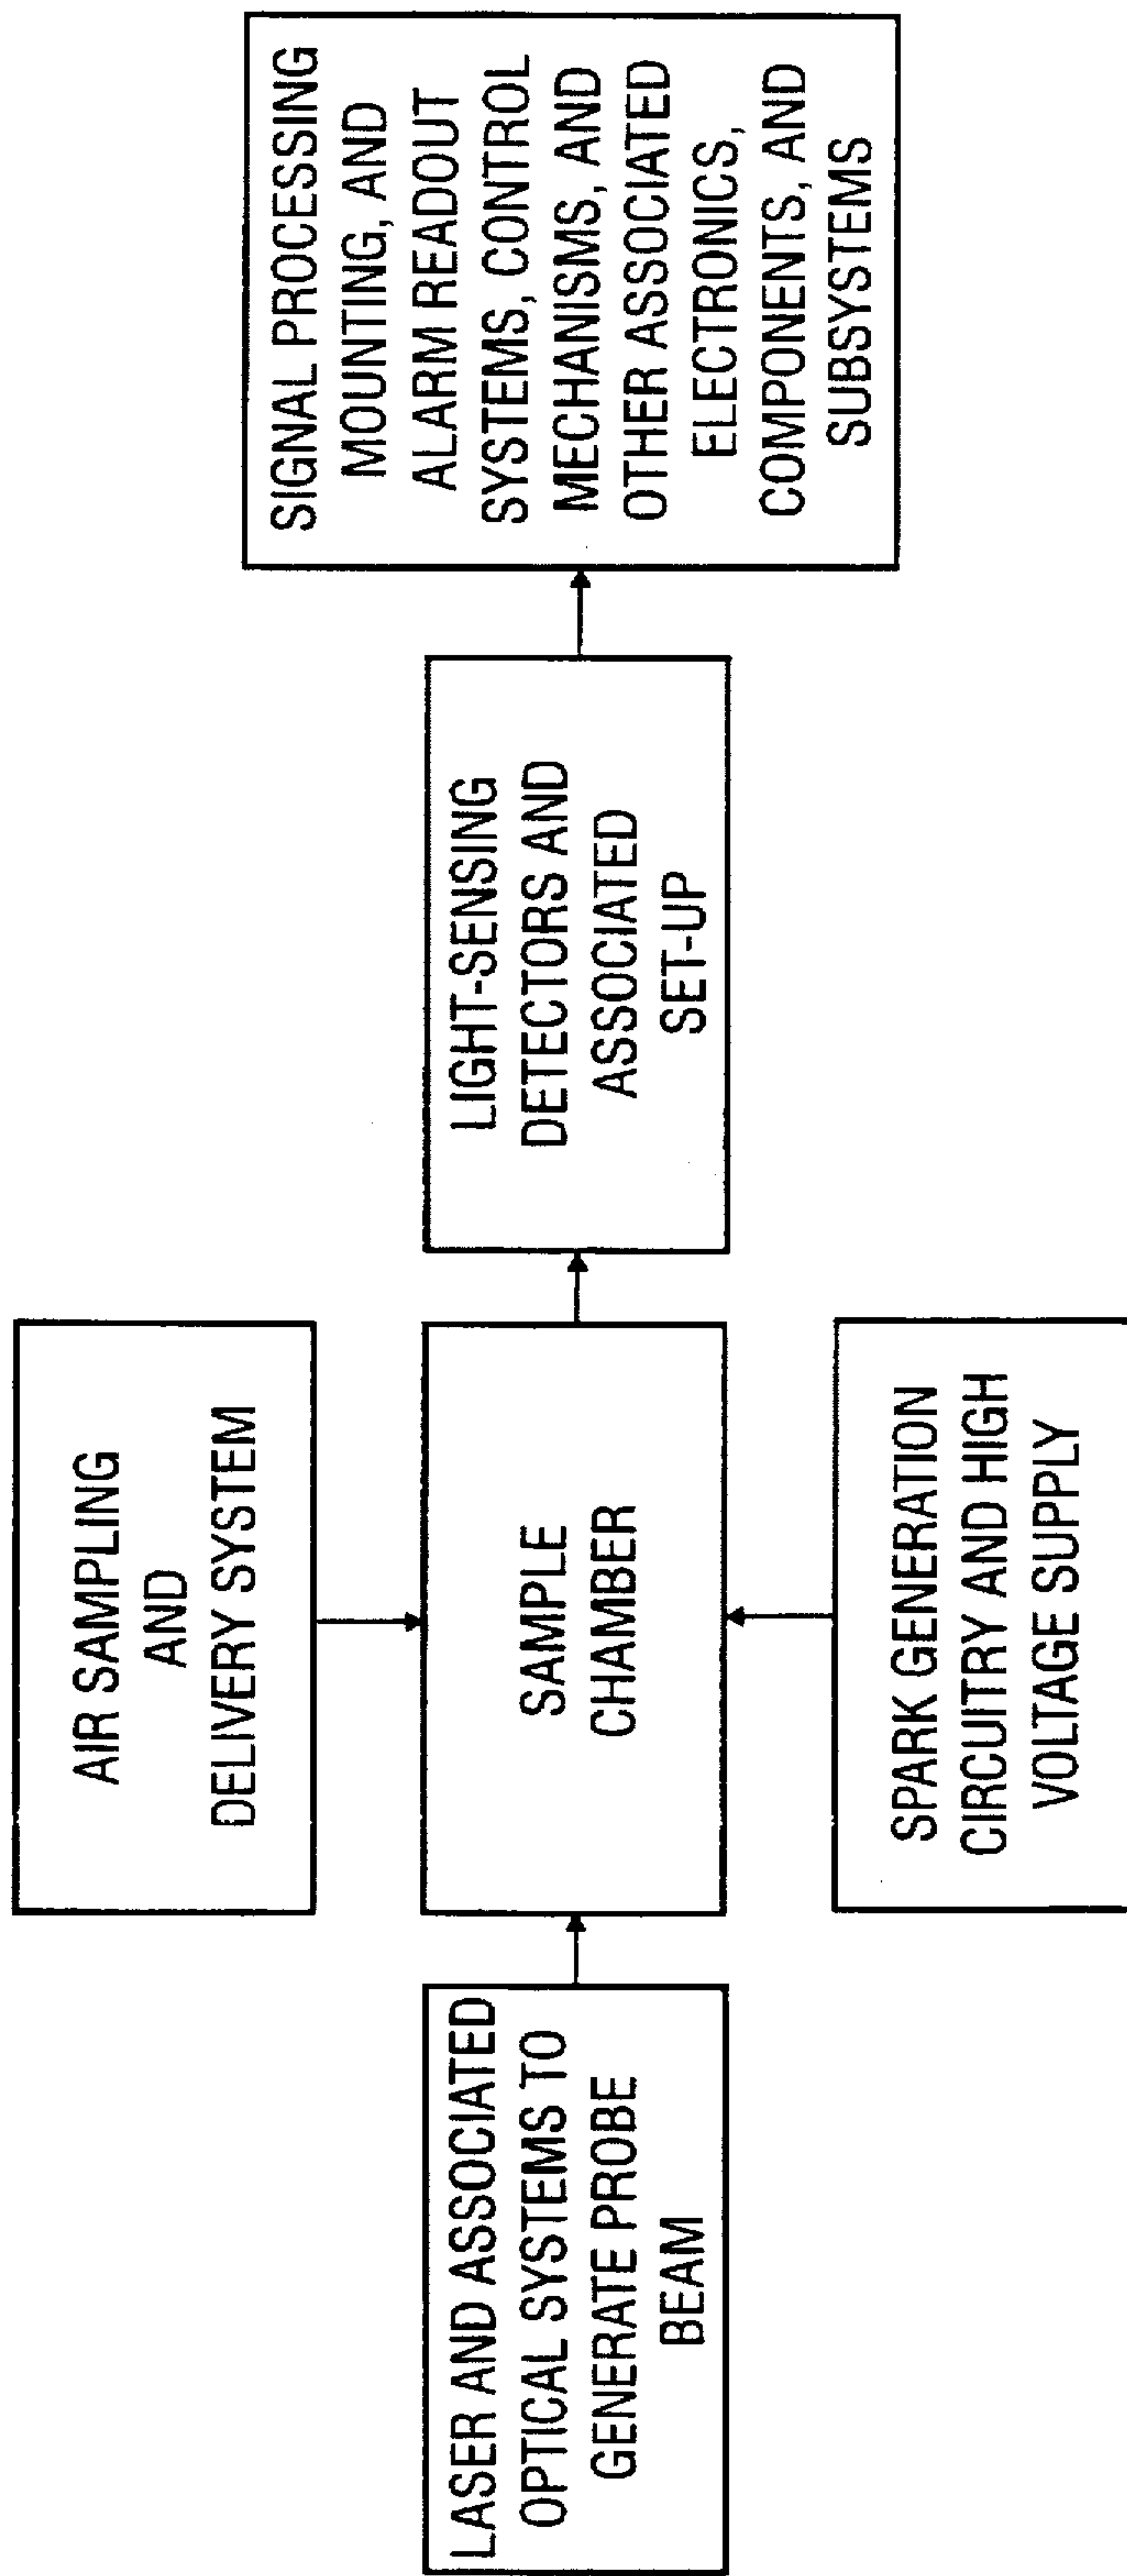 AIR SAMPLING
AND
DELIVERY SYSTEM
LASER AND ASSOCIATED
OPTICAL SYSTEMS TO
GENERATE PROBE
BEAM
SAMPLE
CHAMBER
LIGHT-SENSING
DETECTORS AND
ASSOCIATED
SET-UP
SIGNAL PROCESSING
MOUNTING, AND
ALARM READOUT
SYSTEMS, CONTROL
MECHANISMS, AND
OTHER ASSOCIATED
ELECTRONICS,
COMPONENTS, AND
SUBSYSTEMS
SPARK GENERATION
CIRCUITRY AND HIGH
VOLTAGE SUPPLY